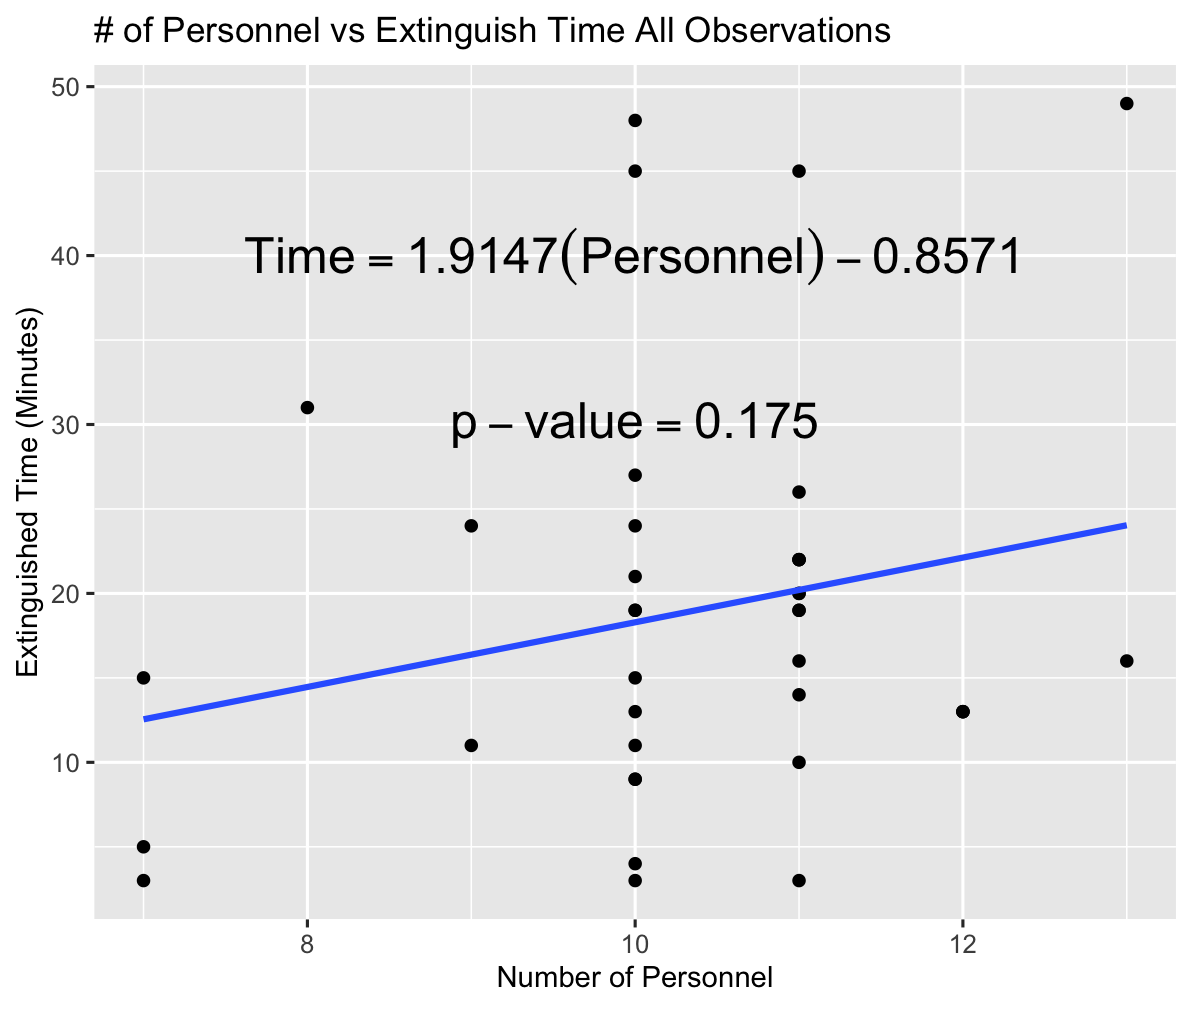 # of Personnel vs Extinguish Time All Observations
50
40
30
20
10
Extinguished Time (Minutes)
Time = 1.9147(Personnel) – 0.8571
p – value = 0.175
8
10
12
Number of Personnel